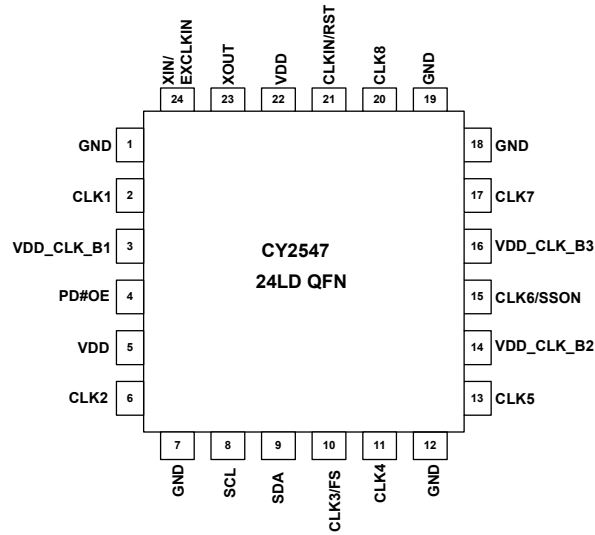 XIN/
EXCLKIN
XOUT
VDD
CLKIN/RST
CLK8
GND
24
23
22
21
20
19
GND 1
CLK1 2
VDD_CLK_B1 3
PD#OE 4
VDD 5
CLK2 6
CY2547
24LD QFN
18 GND
17 CLK7
16 VDD_CLK_B3
15 CLK6/SSON
14 VDD_CLK_B2
13 CLK5
7
8
9
10
11
12
GND
SCL
SDA
CLK3/FS
CLK4
GND